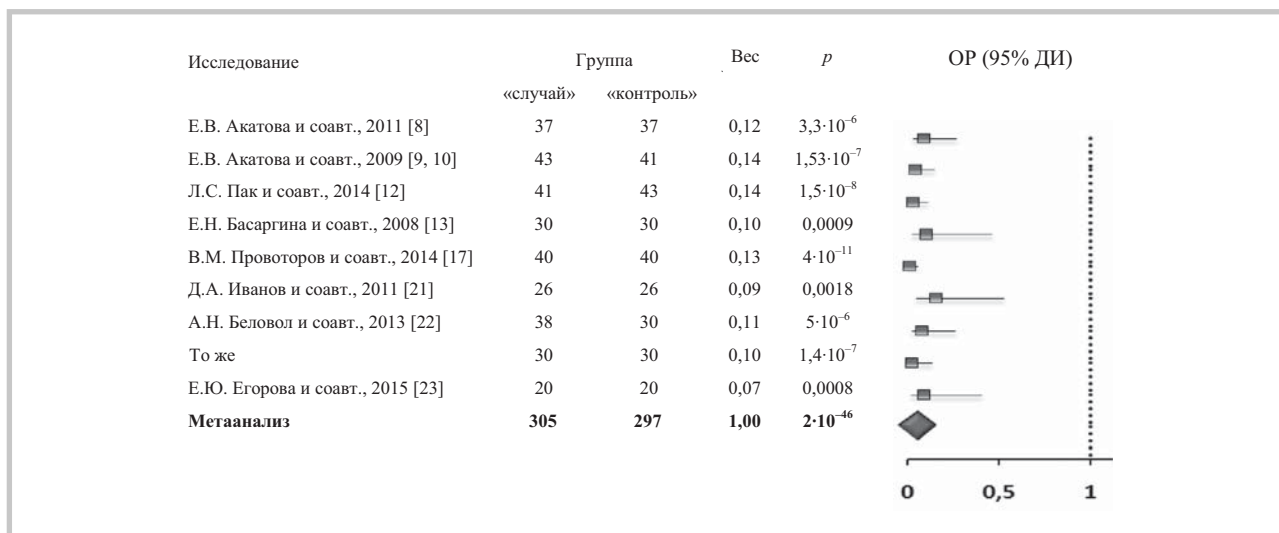 Исследование Группа Вес p ОР (95% ДИ)
«случай» «контроль»
Е.В. Акатова и соавт., 2011 [8] 37 37 0,12 3,3·10⁻⁶
Е.В. Акатова и соавт., 2009 [9, 10] 43 41 0,14 1,53·10⁻⁷
Л.С. Пак и соавт., 2014 [12] 41 43 0,14 1,5·10⁻⁸
Е.Н. Басаргина и соавт., 2008 [13] 30 30 0,10 0,0009
В.М. Провоторов и соавт., 2014 [17] 40 40 0,13 4·10⁻¹¹
Д.А. Иванов и соавт., 2011 [21] 26 26 0,09 0,0018
А.Н. Беловол и соавт., 2013 [22] 38 30 0,11 5·10⁻⁶
То же 30 30 0,10 1,4·10⁻⁷
Е.Ю. Егорова и соавт., 2015 [23] 20 20 0,07 0,0008
Метаанализ 305 297 1,00 2·10⁻⁴⁶
0 0,5 1